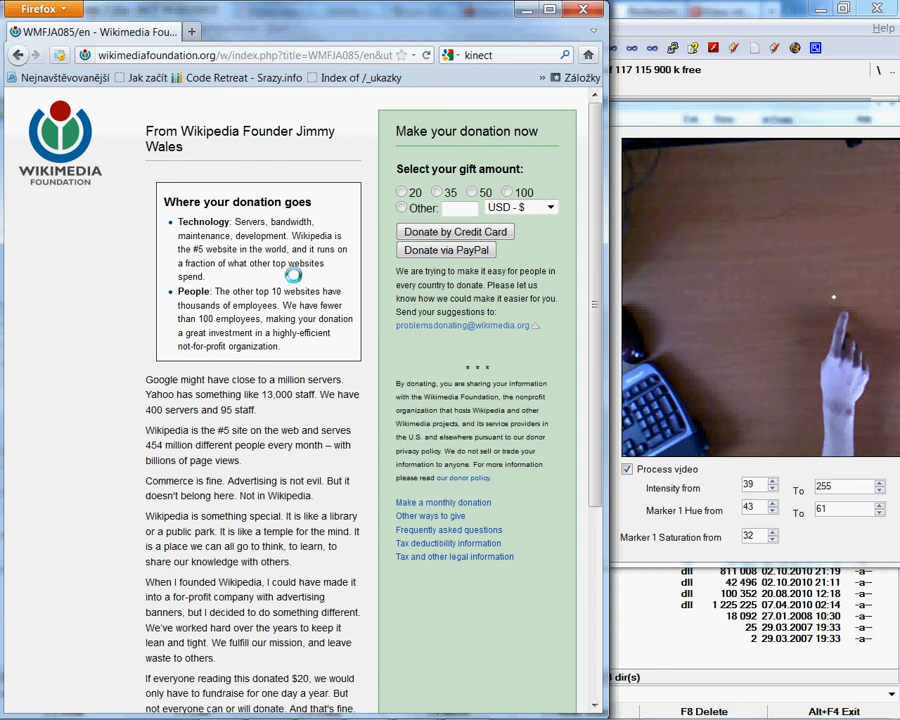 Firefox
WMFJA085/en - Wikimedia Fou...
wikimediafoundation.org/w/index.php?title=WMFJA085/en&ut
kinect
Nejnavštěvovanější
Jak začít
Code Retreat - Srazy.info
Index of /_ukazky
»
Záložky
WIKIMEDIA
FOUNDATION
From Wikipedia Founder Jimmy
Wales
Where your donation goes
Technology: Servers, bandwidth,
maintenance, development. Wikipedia is
the #5 website in the world, and it runs on
a fraction of what other top websites
spend.
People: The other top 10 websites have
thousands of employees. We have fewer
than 100 employees, making your donation
a great investment in a highly-efficient
not-for-profit organization.
Google might have close to a million servers.
Yahoo has something like 13,000 staff. We have
400 servers and 95 staff.
Wikipedia is the #5 site on the web and serves
454 million different people every month – with
billions of page views.
Commerce is fine. Advertising is not evil. But it
doesn't belong here. Not in Wikipedia.
Wikipedia is something special. It is like a library
or a public park. It is like a temple for the mind. It
is a place we can all go to think, to learn, to
share our knowledge with others.
When I founded Wikipedia, I could have made it
into a for-profit company with advertising
banners, but I decided to do something different.
We've worked hard over the years to keep it
lean and tight. We fulfill our mission, and leave
waste to others.
If everyone reading this donated $20, we would
only have to fundraise for one day a year. But
not everyone can or will donate. And that's fine.
Make your donation now
Select your gift amount:
20 35 50 100
Other: USD - $
Donate by Credit Card
Donate via PayPal
We are trying to make it easy for people in
every country to donate. Please let us
know how we could make it easier for you.
Send your suggestions to:
problemsdonating@wikimedia.org
* * *
By donating, you are sharing your information
with the Wikimedia Foundation, the nonprofit
organization that hosts Wikipedia and other
Wikimedia projects, and its service providers in
the U.S. and elsewhere pursuant to our donor
privacy policy. We do not sell or trade your
information to anyone. For more information
please read our donor policy.
Make a monthly donation
Other ways to give
Frequently asked questions
Tax deductibility information
Tax and other legal information
Help
f 117 115 900 k free
\ ..
Process video
Intensity from 39 To 255
Marker 1 Hue from 43 To 61
Marker 1 Saturation from 32
dll 811 008 02.10.2010 21:19 -a--
dll 42 496 02.10.2010 21:11 -a--
dll 100 352 20.08.2010 12:18 -a--
dll 1 225 225 07.04.2010 02:14 -a--
18 092 27.01.2008 10:30 -a--
25 29.03.2007 19:33 -a--
2 29.03.2007 19:33 -a--
dir(s)
F8 Delete
Alt+F4 Exit